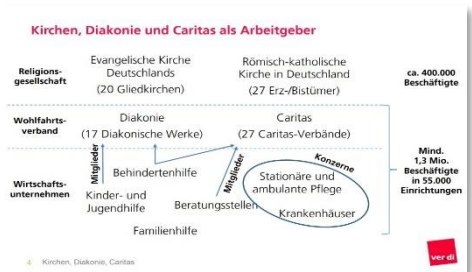 Kirchen, Diakonie und Caritas als Arbeitgeber
Religions-
gesellschaft
Evangelische Kirche
Deutschlands
(20 Gliedkirchen)
Römisch-katholische
Kirche in Deutschland
(27 Erz-/Bistümer)
ca. 400.000
Beschäftigte
Wohlfahrts-
verband
Diakonie
(17 Diakonische Werke)
Caritas
(27 Caritas-Verbände)
Wirtschafts-
unternehmen
Mitglieder
Behindertenhilfe
Kinder- und
Jugendhilfe
Familienhilfe
Beratungsstellen
Mitglieder
Konzerne
Stationäre und
ambulante Pflege
Krankenhäuser
Mind.
1,3 Mio.
Beschäftigte
in 55.000
Einrichtungen
4 Kirchen, Diakonie, Caritas
ver di